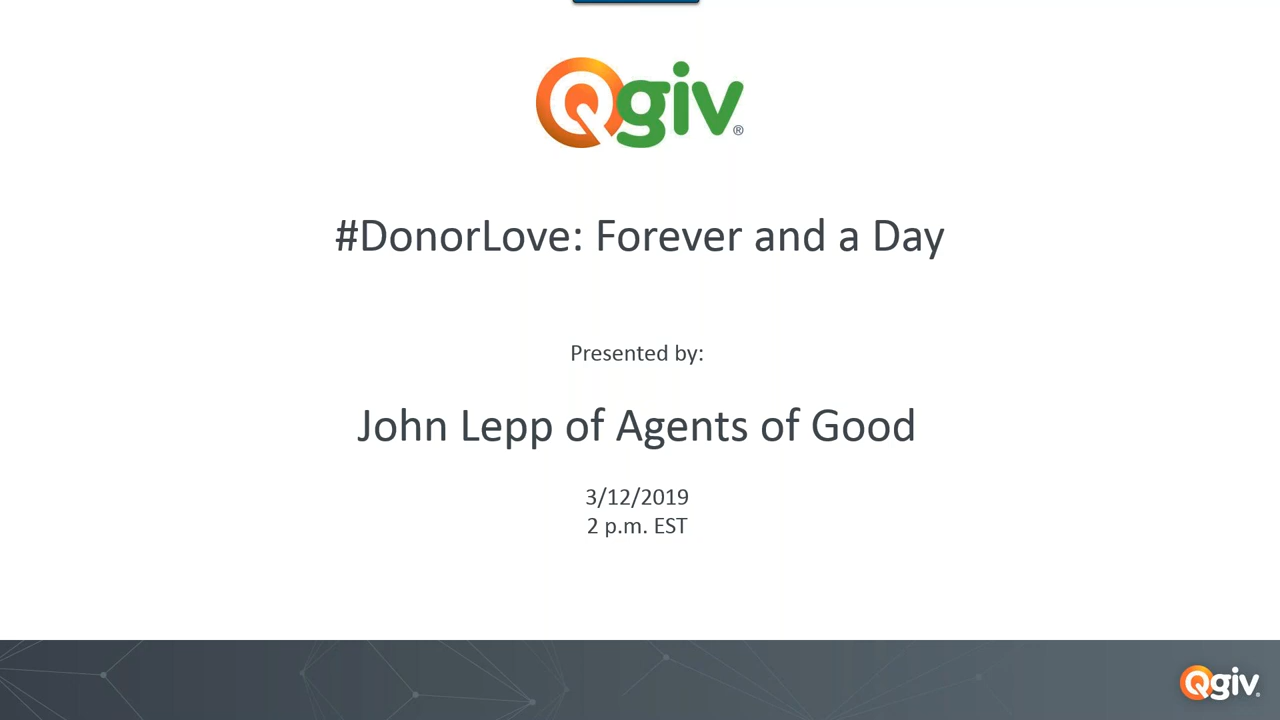 Qgiv®
#DonorLove: Forever and a Day
Presented by:
John Lepp of Agents of Good
3/12/2019
2 p.m. EST
Qgiv.